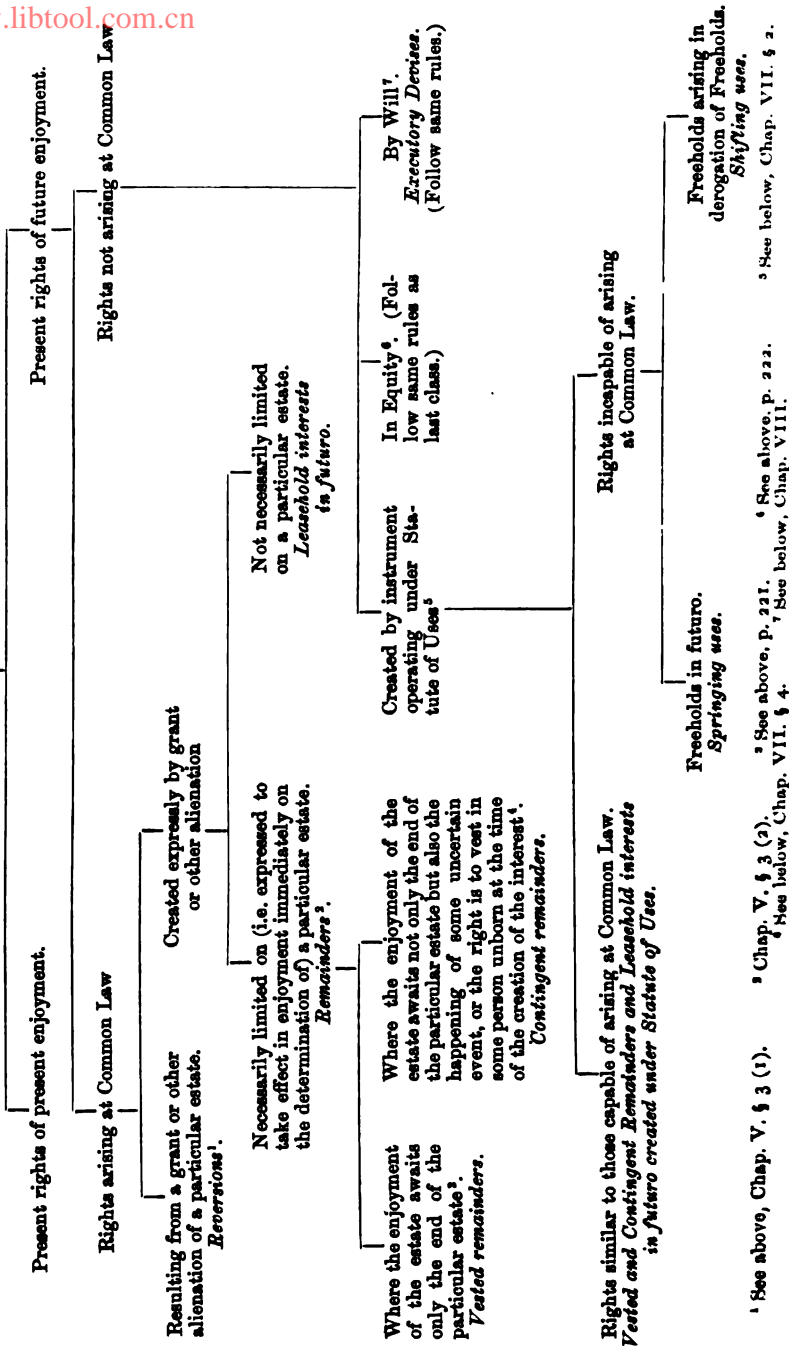 .libtool.com.cn
Present rights of present enjoyment.
Present rights of future enjoyment.
Rights arising at Common Law
Rights not arising at Common Law
Resulting from a grant or other
alienation of a particular estate.
Reversions¹.
Created expressly by grant
or other alienation
Necessarily limited on (i.e. expressed to
take effect in enjoyment immediately on
the determination of) a particular estate.
Remainders².
Not necessarily limited
on a particular estate.
Leasehold interests
in futuro.
Where the enjoyment
of the estate awaits
only the end of the
particular estate³.
Vested remainders.
Where the enjoyment of the
estate awaits not only the end of
the particular estate but also the
happening of some uncertain
event, or the right is to vest in
some person unborn at the time
of the creation of the interest⁴.
Contingent remainders.
Created by instrument
operating under Sta-
tute of Uses⁵
In Equity⁶. (Fol-
low same rules as
last class.)
By Will⁷.
Executory Devises.
(Follow same rules.)
Rights similar to those capable of arising at Common Law.
Vested and Contingent Remainders and Leasehold interests
in futuro created under Statute of Uses.
Rights incapable of arising
at Common Law.
Freeholds in futuro.
Springing uses.
Freeholds arising in
derogation of Freeholds.
Shifting uses.
¹ See above, Chap. V. § 3 (1).
² Chap. V. § 3 (2).
³ See above, p. 221.
⁴ See above, p. 222.
⁵ See below, Chap. VII. § 2.
⁶ See below, Chap. VII. § 4.
⁷ See below, Chap. VIII.